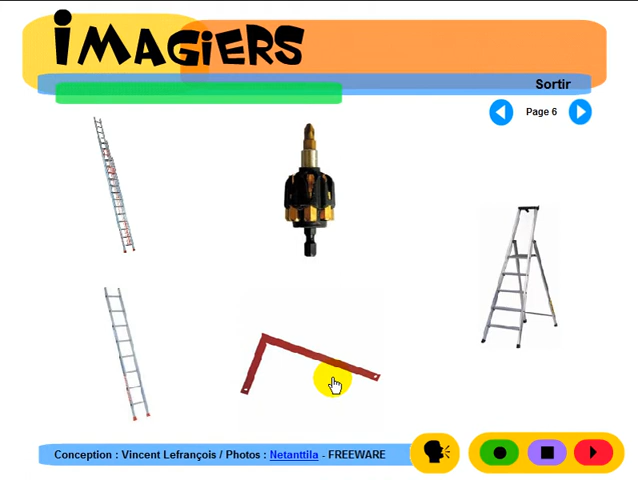 iMAGiERS
Sortir
Page 6
Conception : Vincent Lefrançois / Photos : Netanttila - FREEWARE